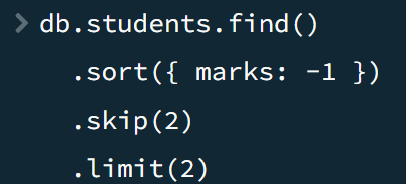 > db.students.find()
.sort({ marks: -1 })
.skip(2)
.limit(2)